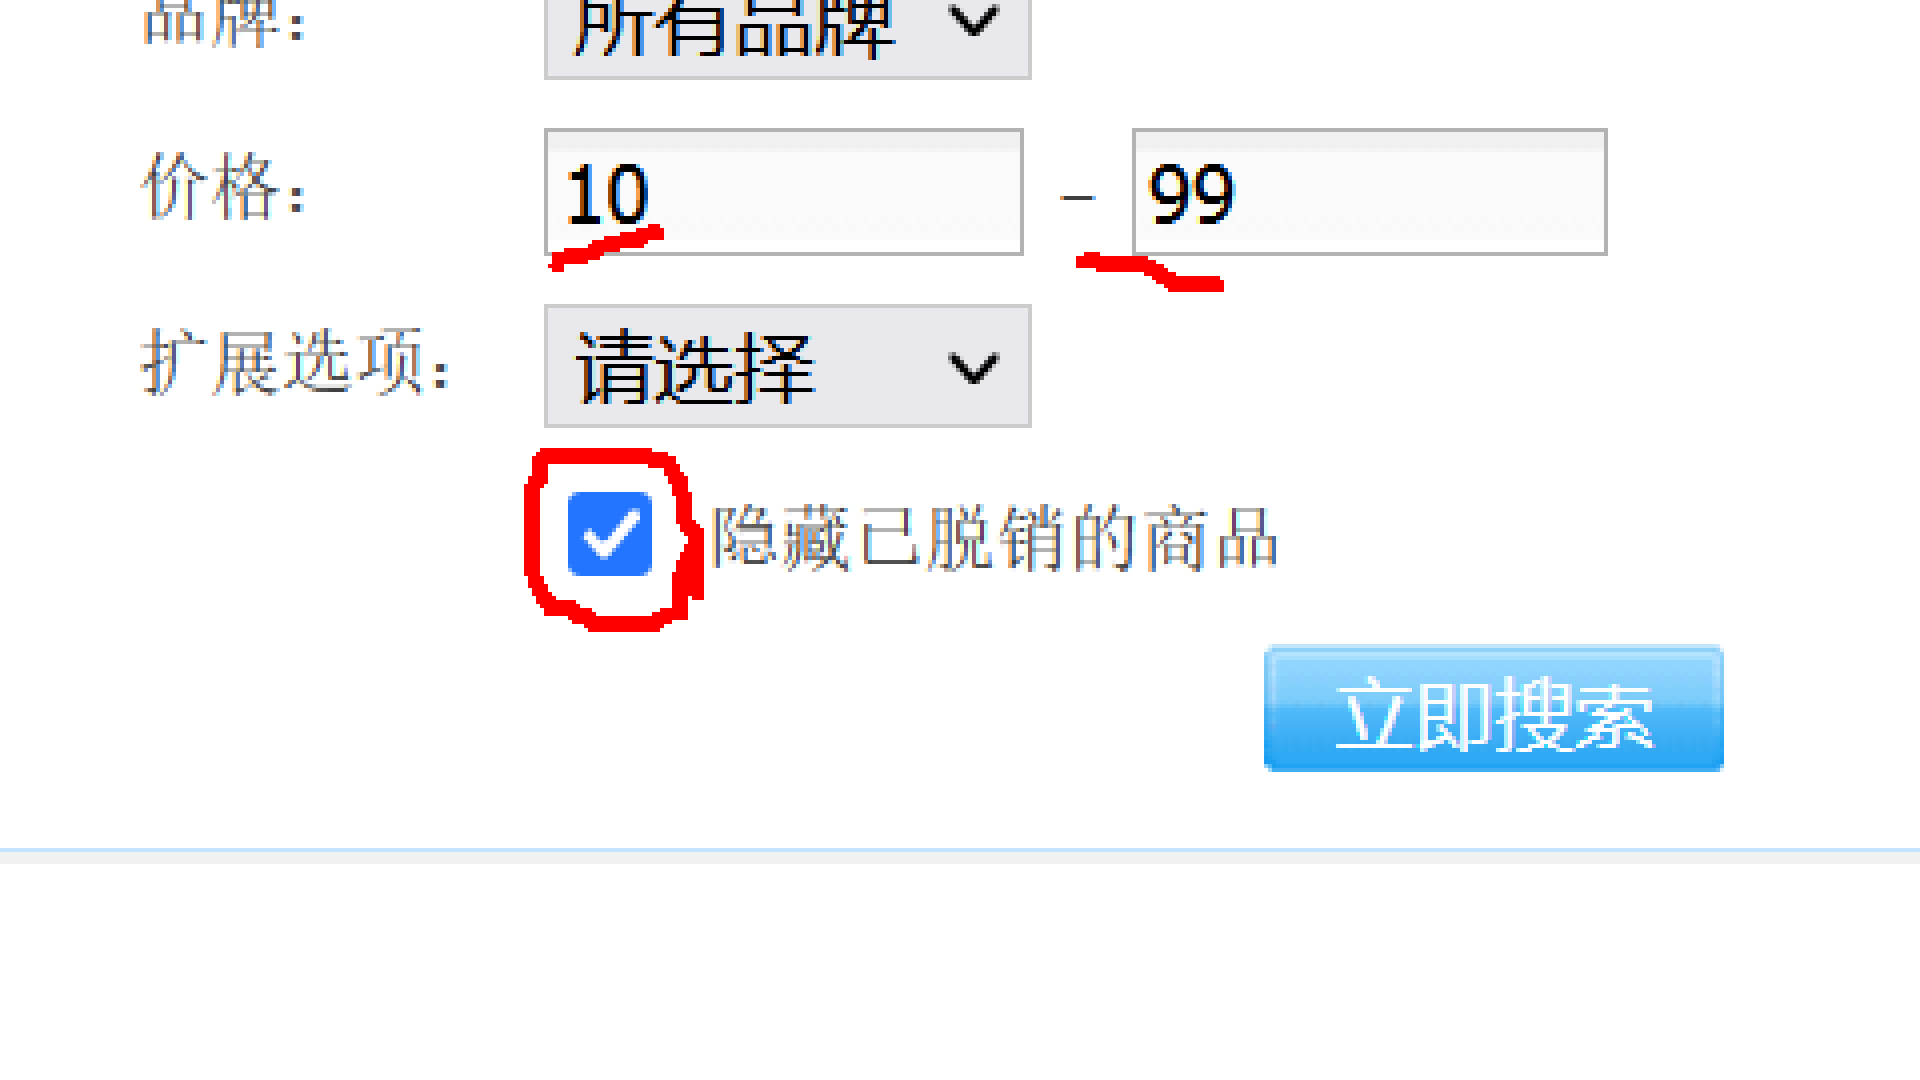 品牌： 所有品牌
价格： 10 – 99
扩展选项： 请选择
隐藏已脱销的商品
立即搜索